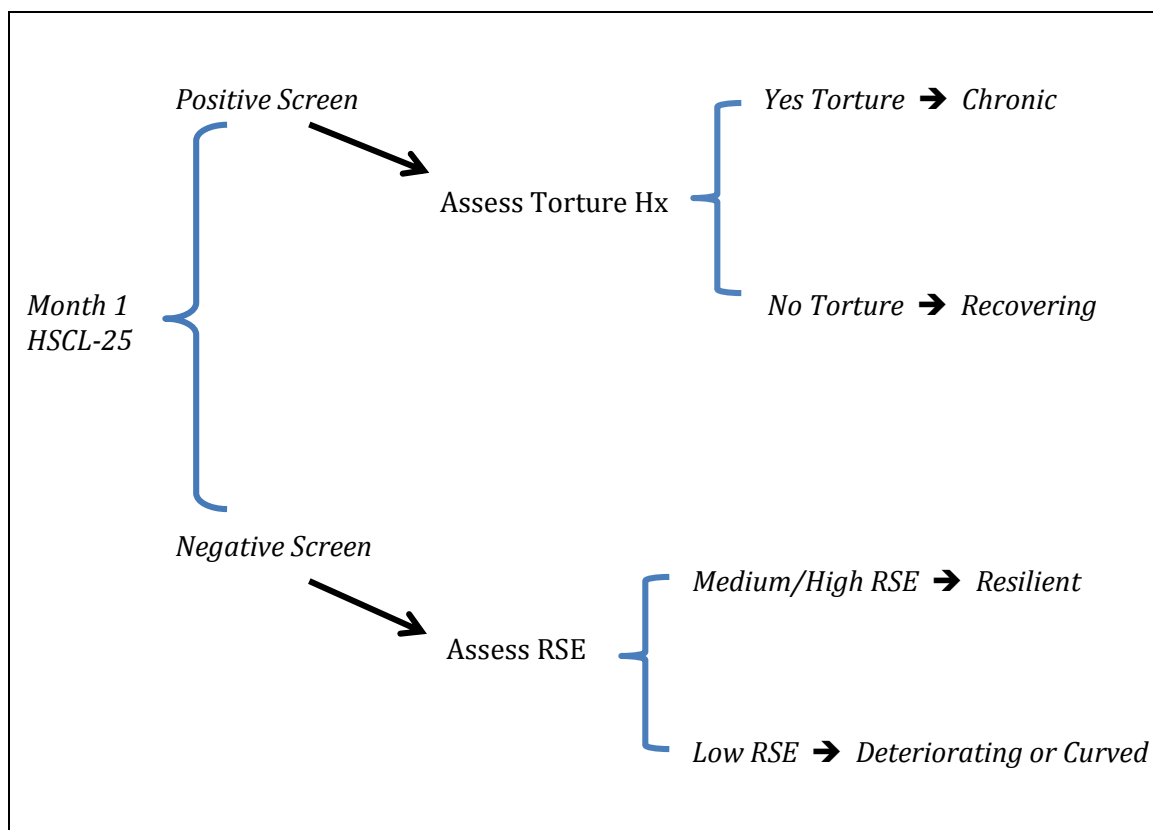 Positive Screen
Yes Torture ➔ Chronic
Assess Torture Hx
No Torture ➔ Recovering
Month 1
HSCL-25
Negative Screen
Medium/High RSE ➔ Resilient
Assess RSE
Low RSE ➔ Deteriorating or Curved